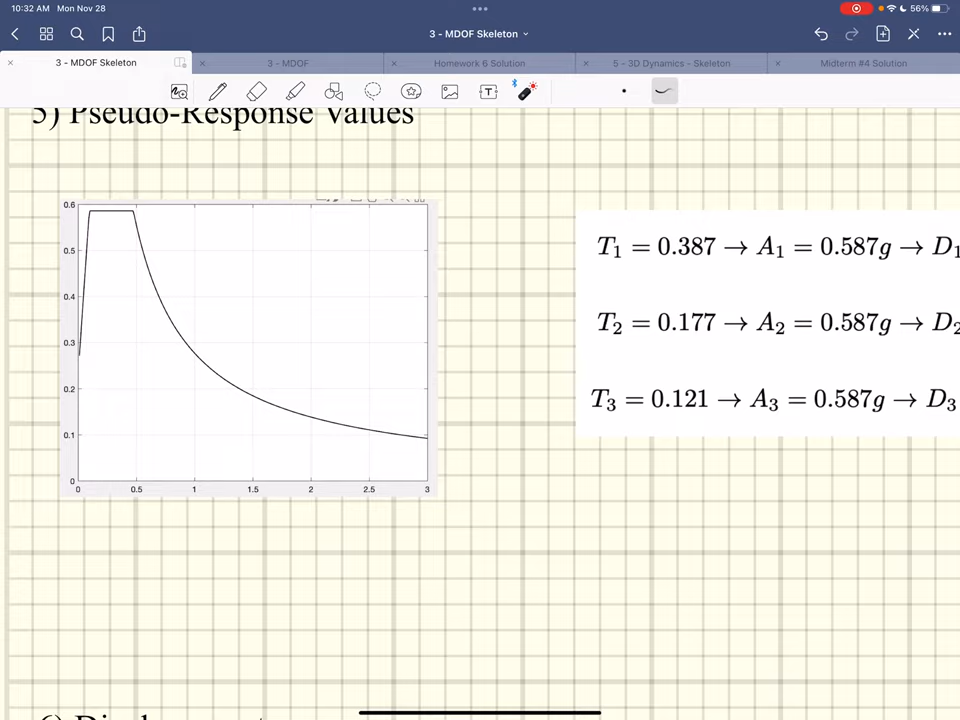 10:32 AM Mon Nov 28
56%
3 - MDOF Skeleton
3 - MDOF Skeleton
3 - MDOF
Homework 6 Solution
5 - 3D Dynamics - Skeleton
Midterm #4 Solution
5) Pseudo-Response Values
0.6
0.5
0.4
0.3
0.2
0.1
0
0 0.5 1 1.5 2 2.5 3
T₁ = 0.387 → A₁ = 0.587g → D₁
T₂ = 0.177 → A₂ = 0.587g → D₂
T₃ = 0.121 → A₃ = 0.587g → D₃